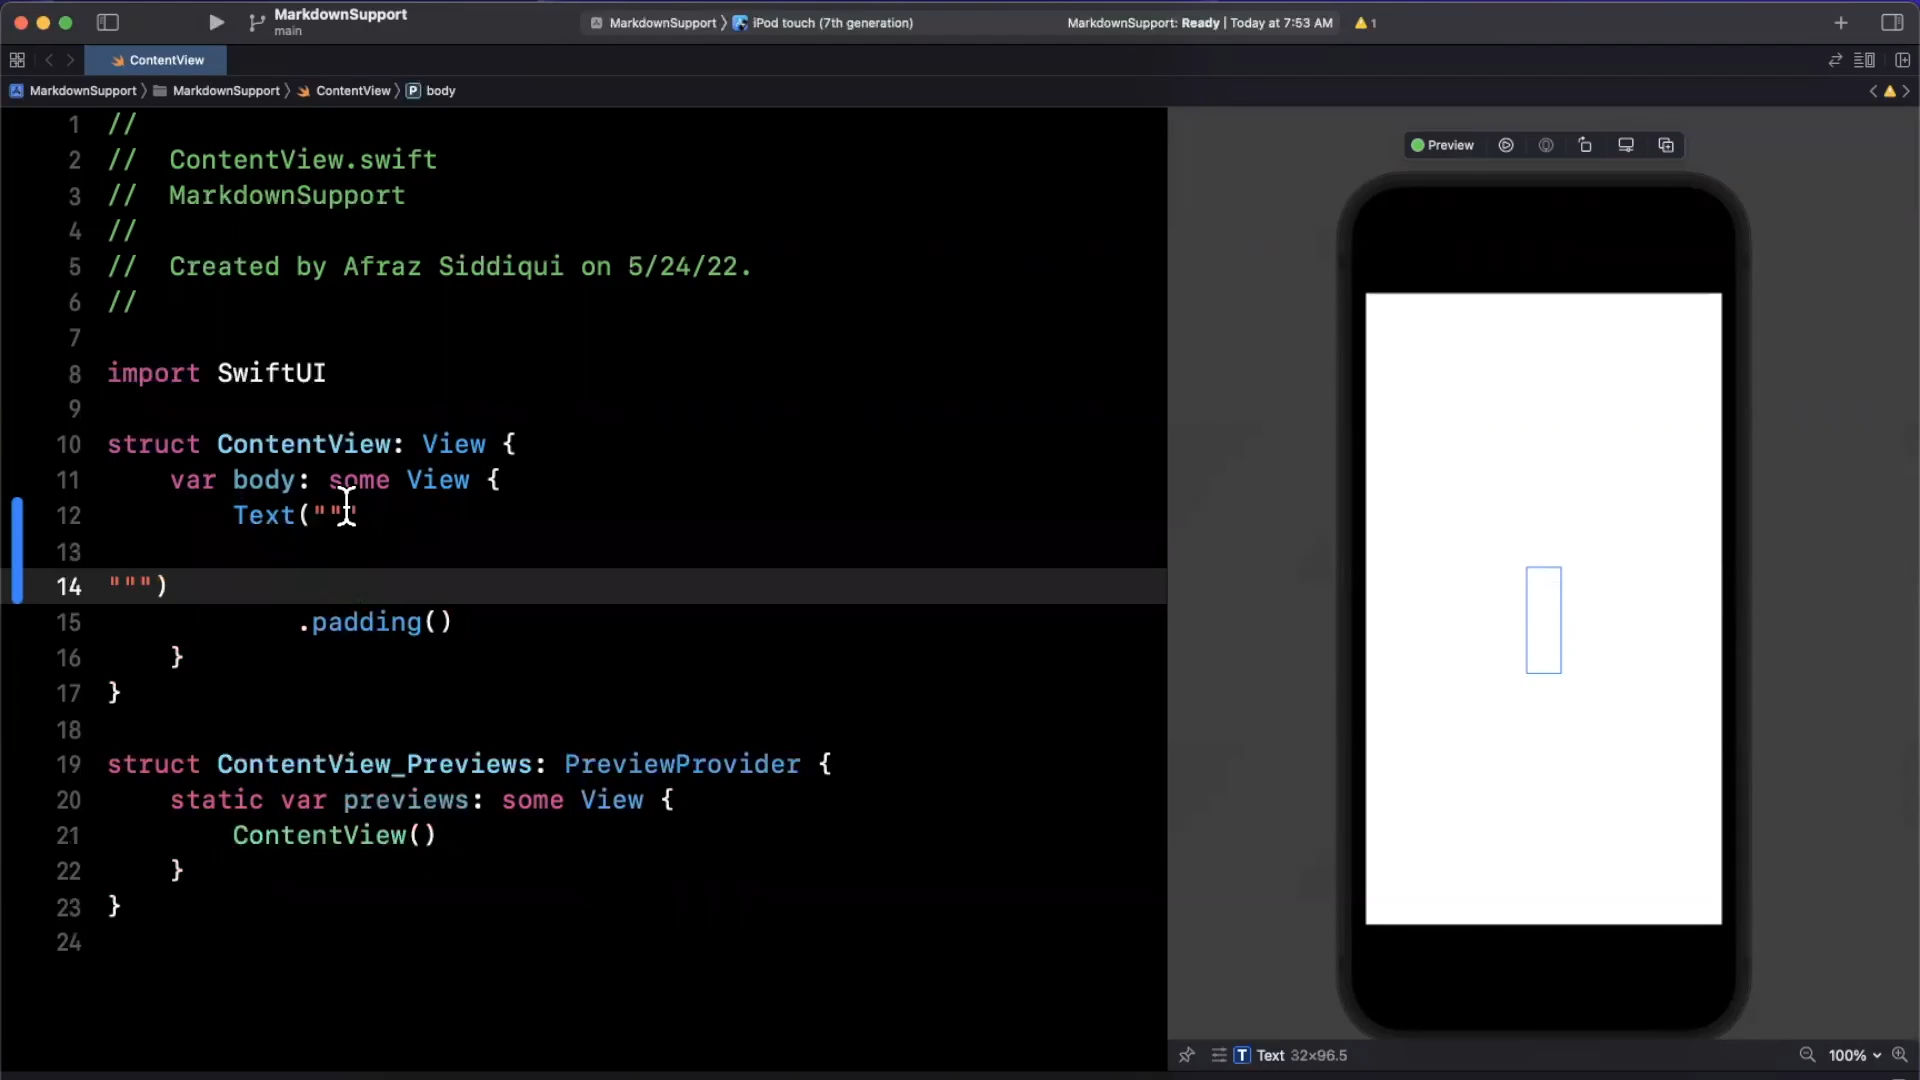 MarkdownSupport
main
MarkdownSupport 〉 iPod touch (7th generation)
MarkdownSupport: Ready | Today at 7:53 AM
1
ContentView
MarkdownSupport 〉 MarkdownSupport 〉 ContentView 〉 P body
1 //
2 //  ContentView.swift
3 //  MarkdownSupport
4 //
5 //  Created by Afraz Siddiqui on 5/24/22.
6 //
7
8 import SwiftUI
9
10 struct ContentView: View {
11     var body: some View {
12         Text("""
13
14 """)
15             .padding()
16     }
17 }
18
19 struct ContentView_Previews: PreviewProvider {
20     static var previews: some View {
21         ContentView()
22     }
23 }
24
Preview
T Text 32×96.5
100%